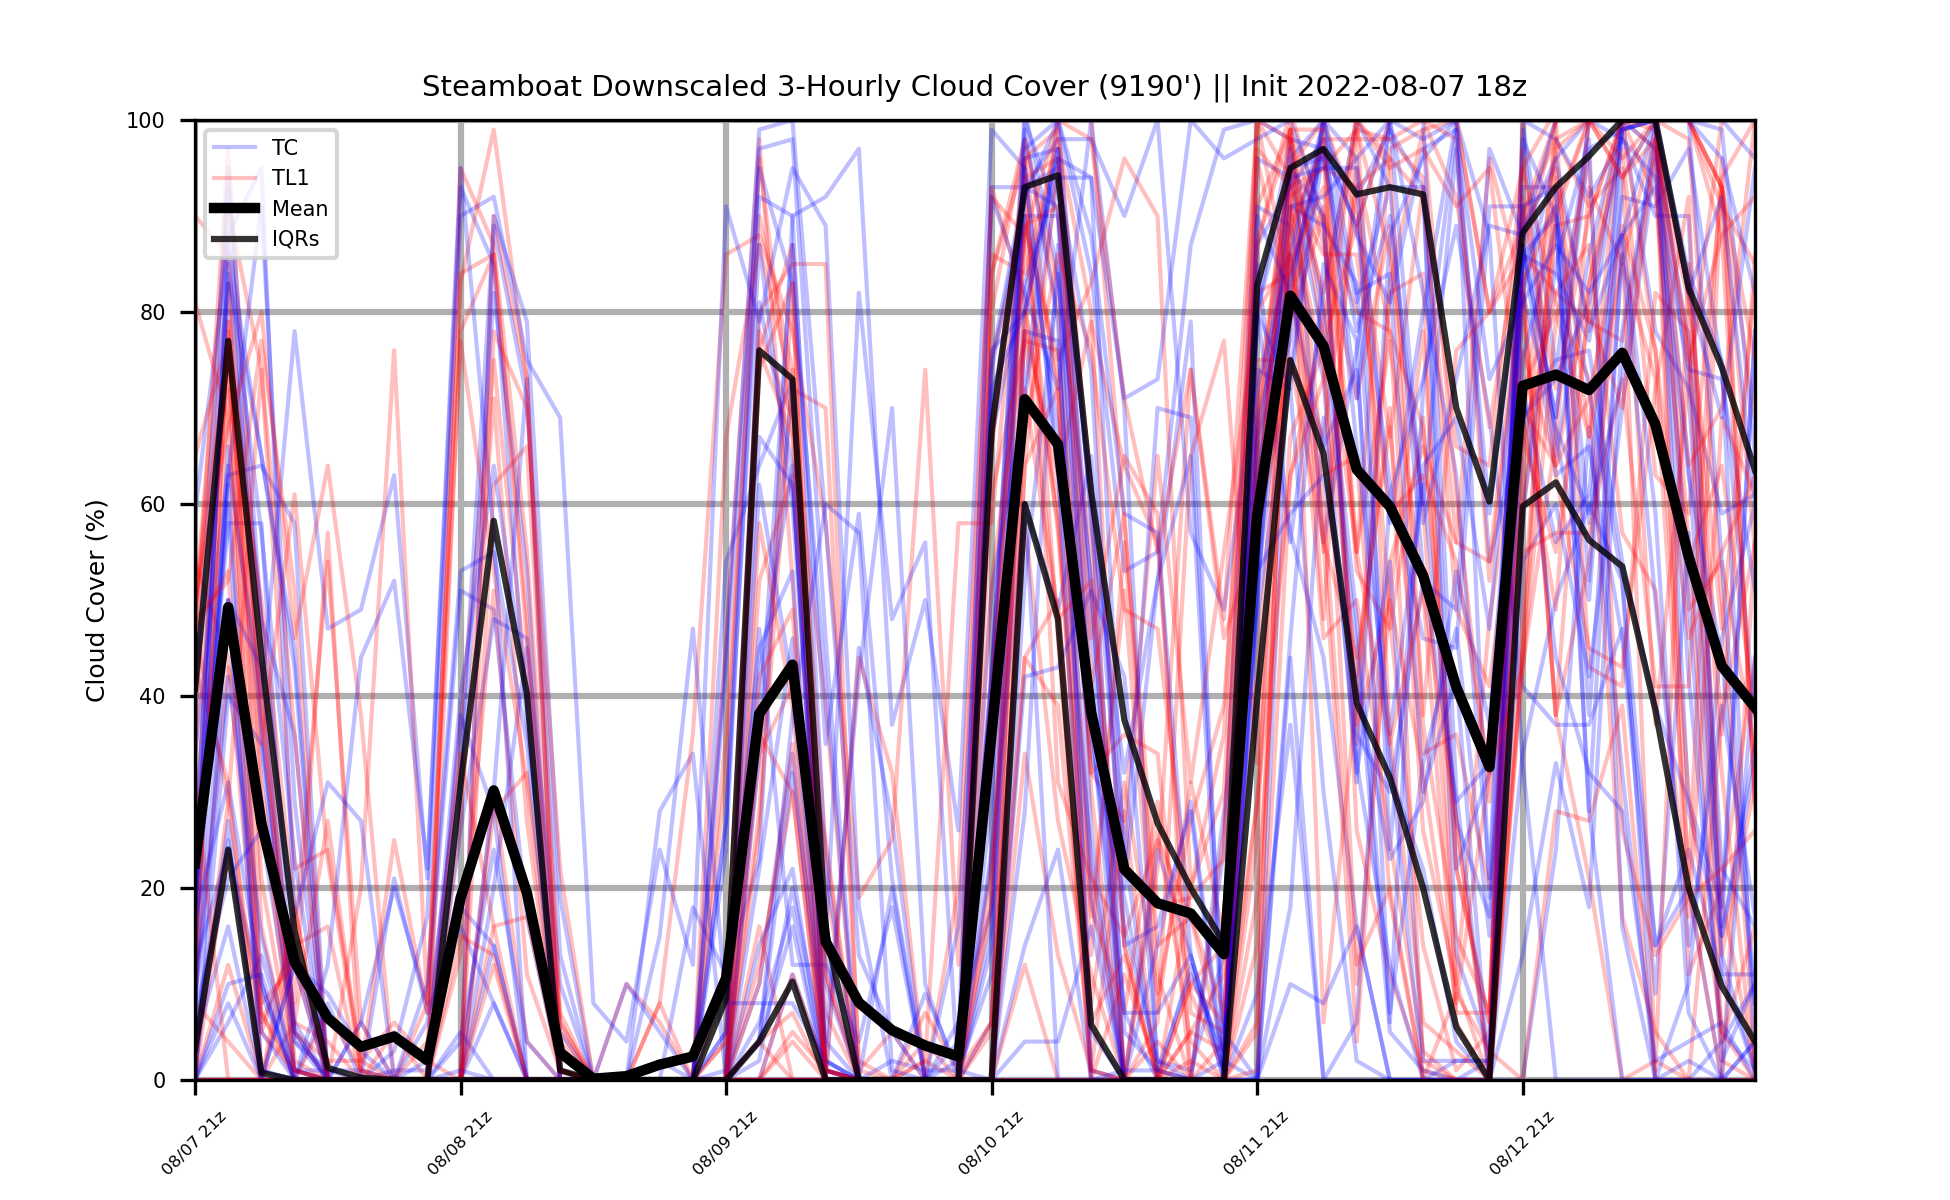 Steamboat Downscaled 3-Hourly Cloud Cover (9190') || Init 2022-08-07 18z
100
80
60
40
20
0
Cloud Cover (%)
TC
TL1
Mean
IQRs
08/07 21z
08/08 21z
08/09 21z
08/10 21z
08/11 21z
08/12 21z